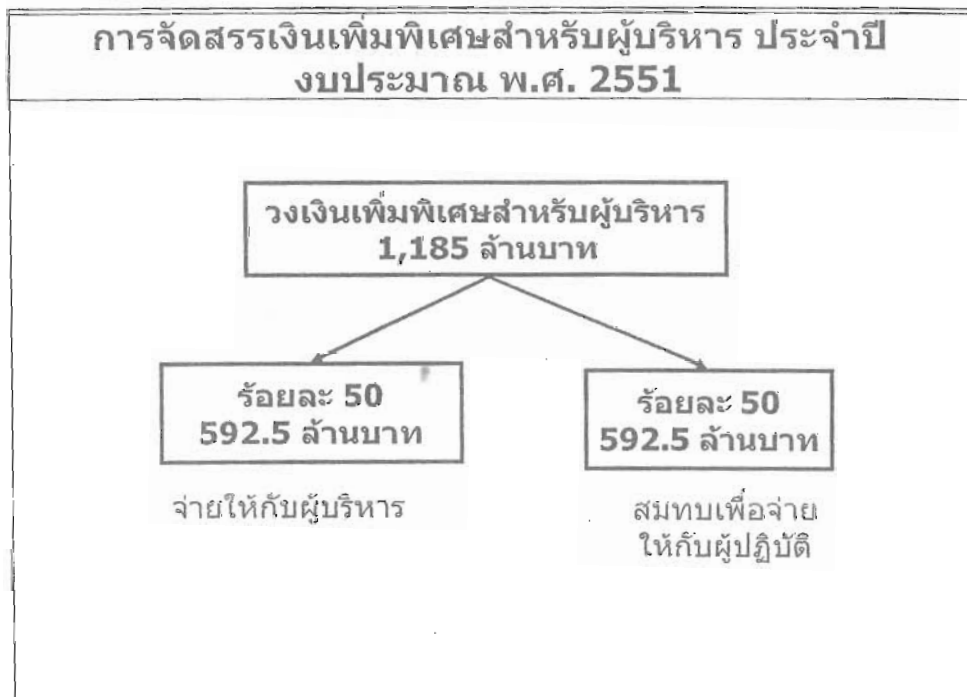 การจัดสรรเงินเพิ่มพิเศษสำหรับผู้บริหาร ประจำปี
งบประมาณ พ.ศ. 2551
วงเงินเพิ่มพิเศษสำหรับผู้บริหาร
1,185 ล้านบาท
ร้อยละ 50
592.5 ล้านบาท
จ่ายให้กับผู้บริหาร
ร้อยละ 50
592.5 ล้านบาท
สมทบเพื่อจ่าย
ให้กับผู้ปฏิบัติ